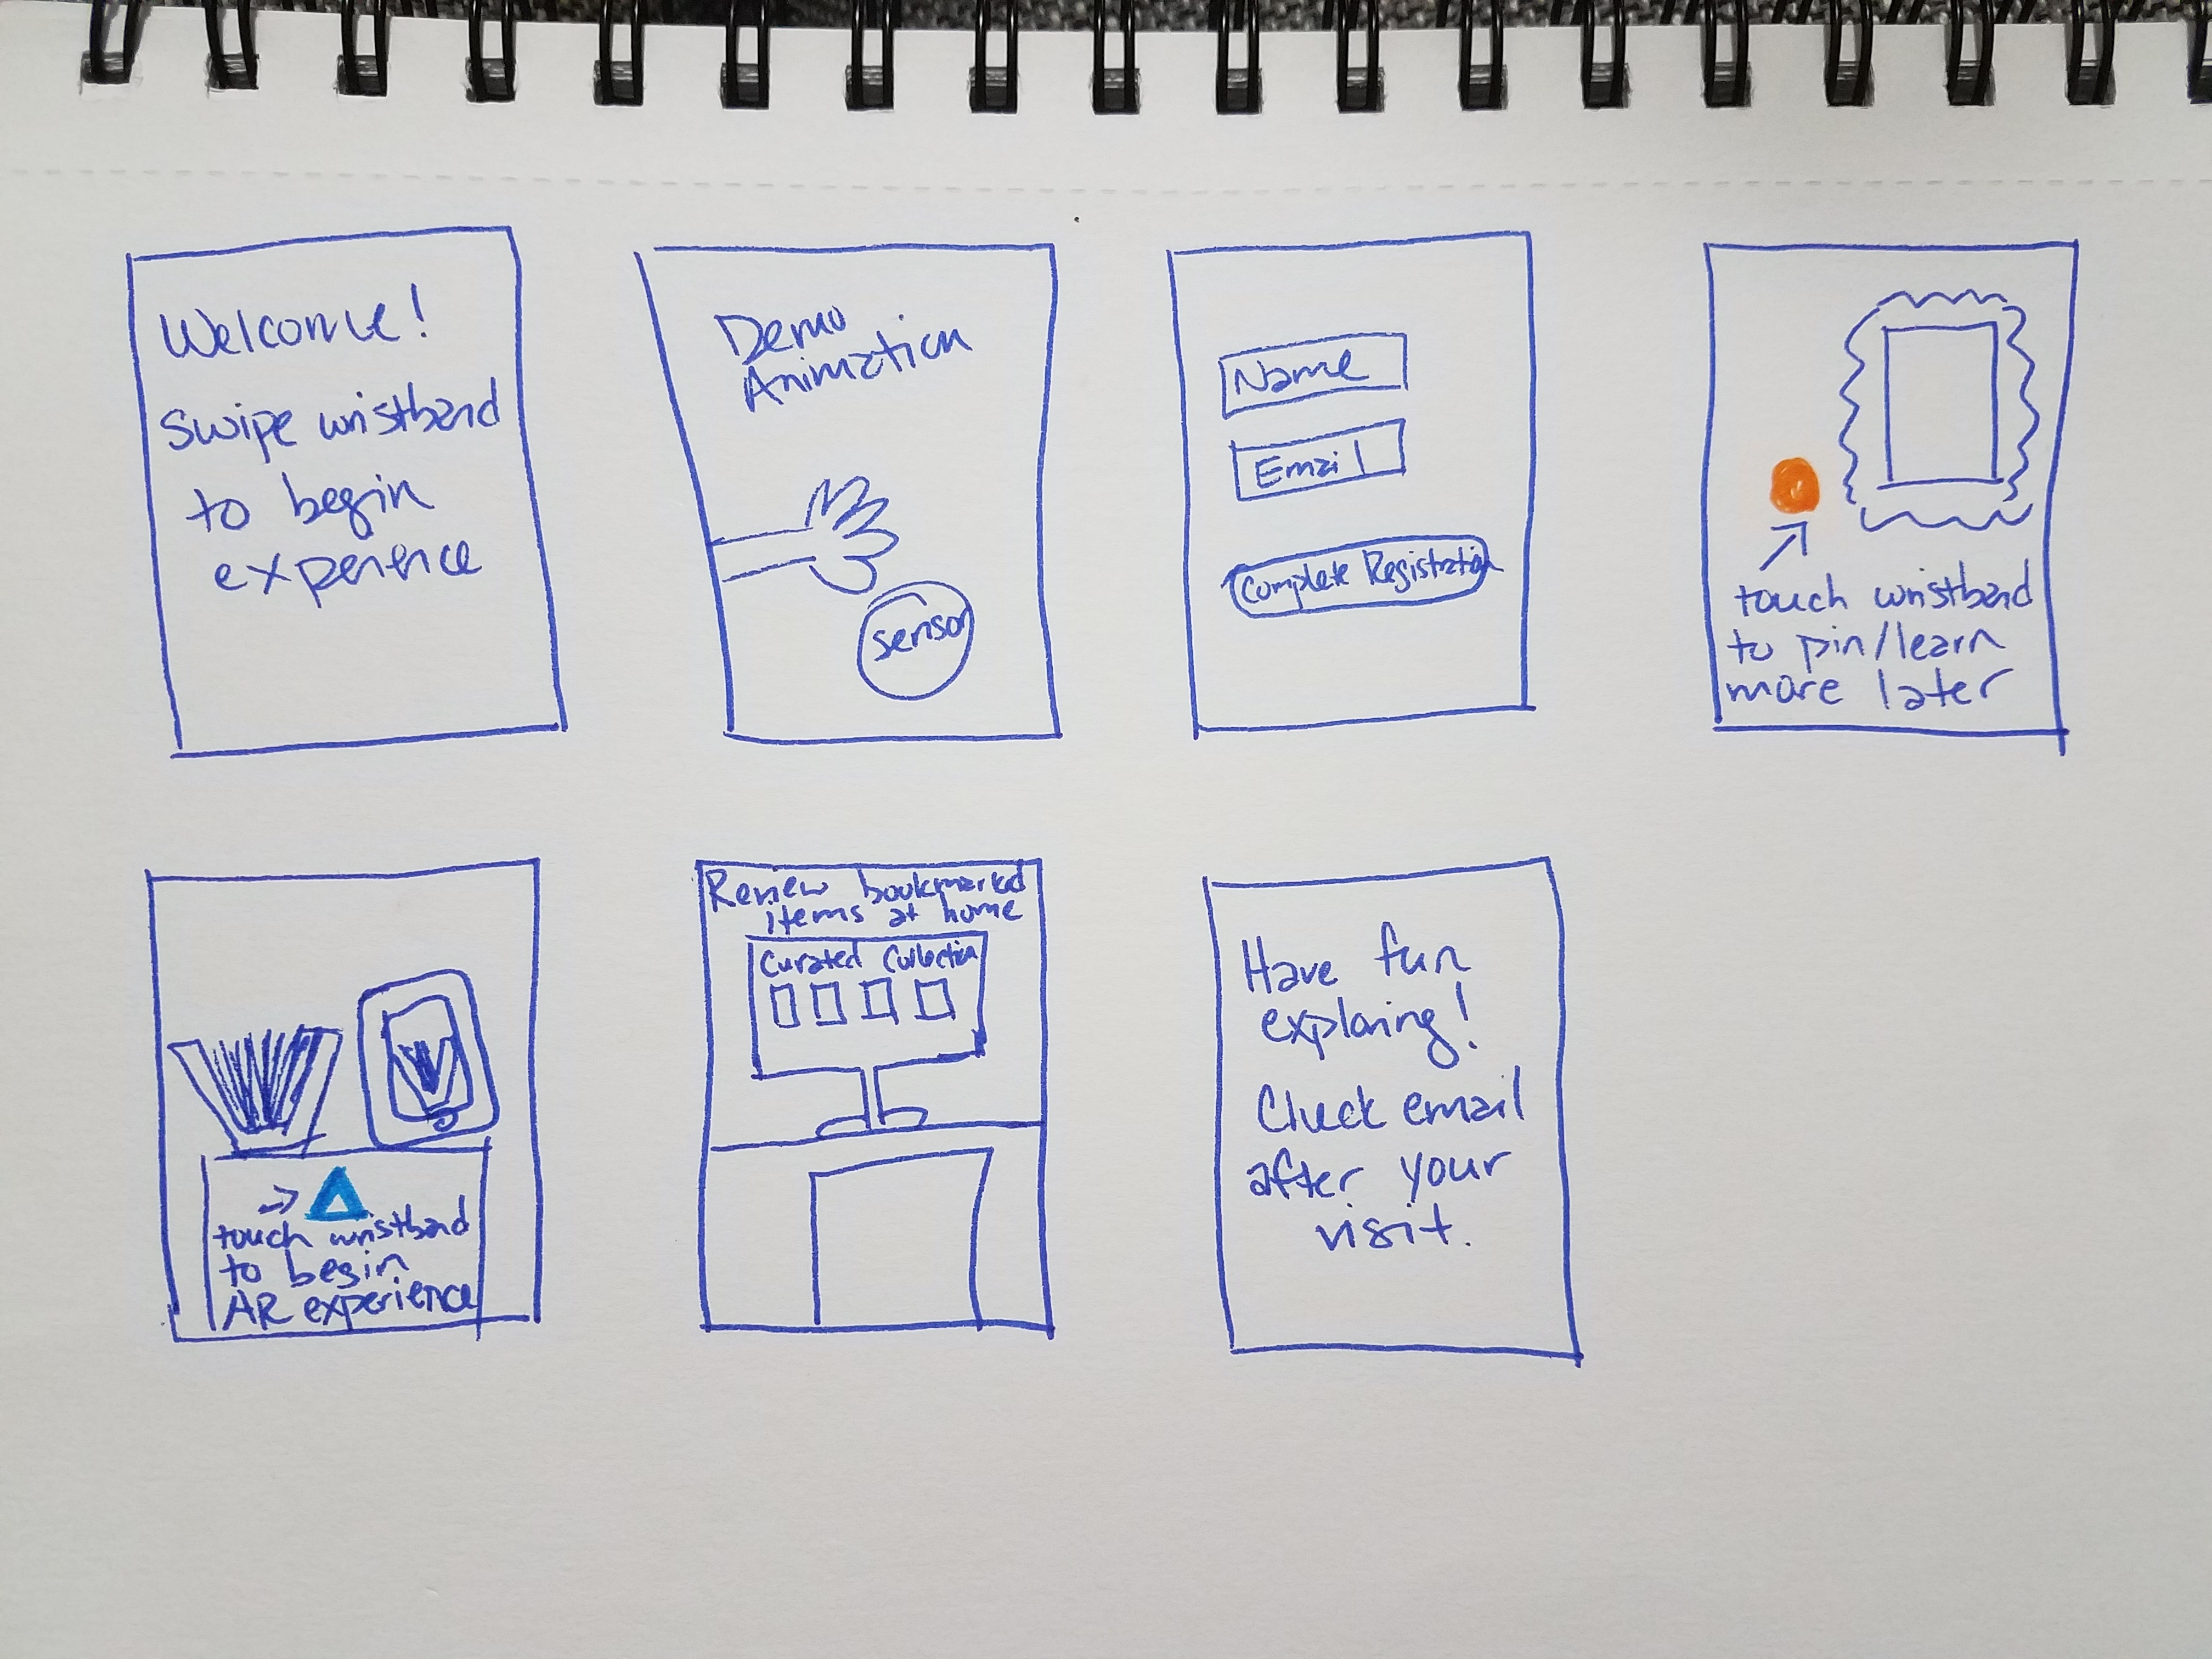 Welcome!
Swipe wristband
to begin
experience
Demo
Animation
sensor
Name
Email
Complete Registration
touch wristband
to pin/learn
more later
touch wristband
to begin
AR experience
Review bookmarked
items at home
Curated Collection
Have fun
exploring!
Check email
after your
visit.